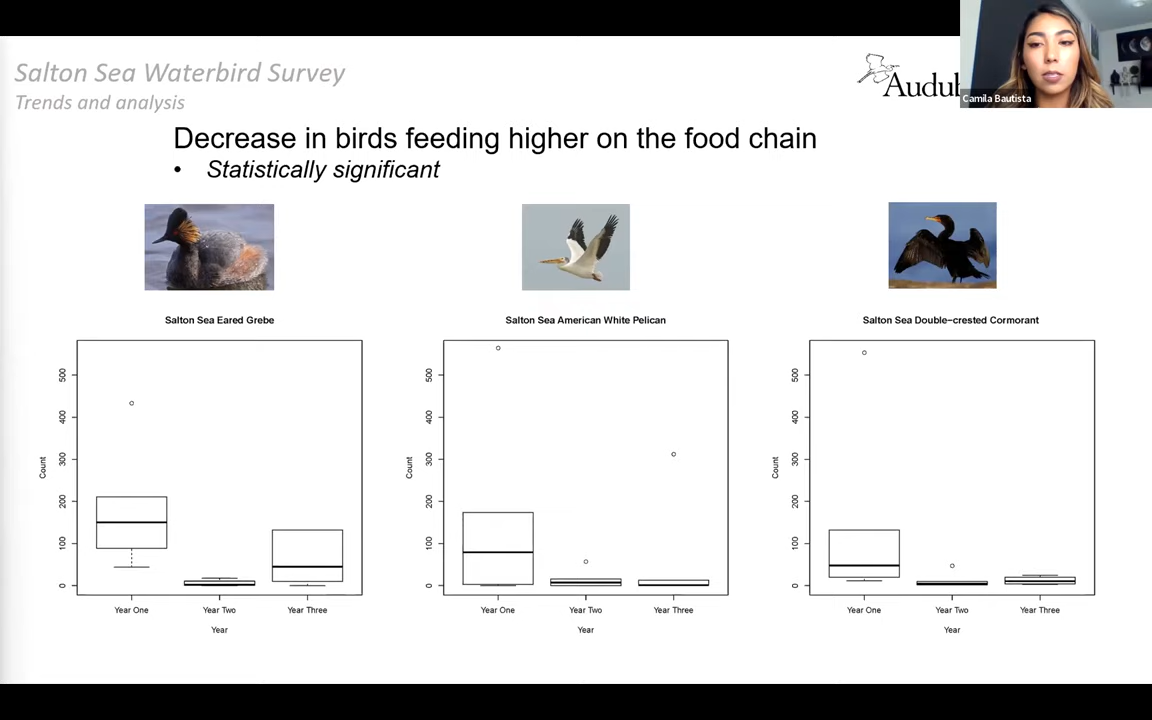 Salton Sea Waterbird Survey
Trends and analysis
Camila Bautista
Decrease in birds feeding higher on the food chain
• Statistically significant
Salton Sea Eared Grebe
Count
500
400
300
200
100
0
Year One
Year Two
Year Three
Year
Salton Sea American White Pelican
Count
500
400
300
200
100
0
Year One
Year Two
Year Three
Year
Salton Sea Double-crested Cormorant
Count
500
400
300
200
100
0
Year One
Year Two
Year Three
Year